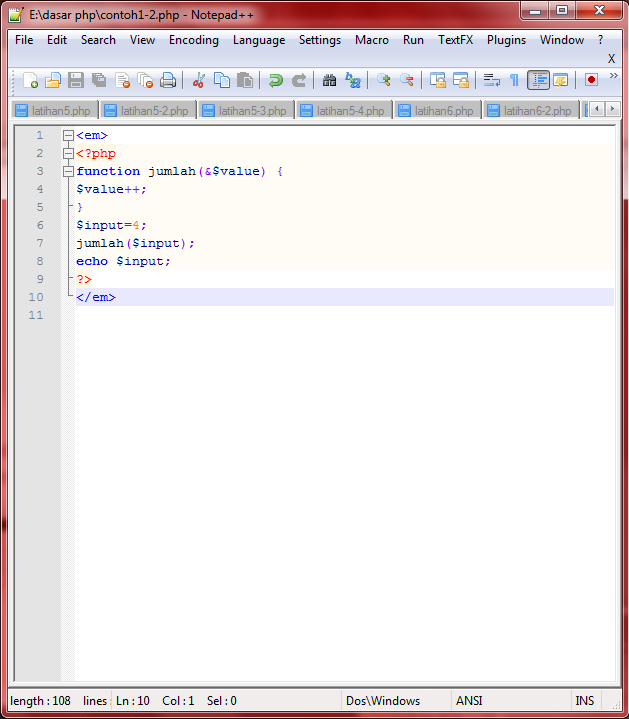 E:\dasar php\contoh1-2.php - Notepad++
File Edit Search View Encoding Language Settings Macro Run TextFX Plugins Window ?
X
latihan5.php latihan5-2.php latihan5-3.php latihan5-4.php latihan6.php latihan6-2.php
1 <em>
2 <?php
3 function jumlah(&$value) {
4 $value++;
5 }
6 $input=4;
7 jumlah($input);
8 echo $input;
9 ?>
10 </em>
11
length : 108 lines Ln : 10 Col : 1 Sel : 0 Dos\Windows ANSI INS